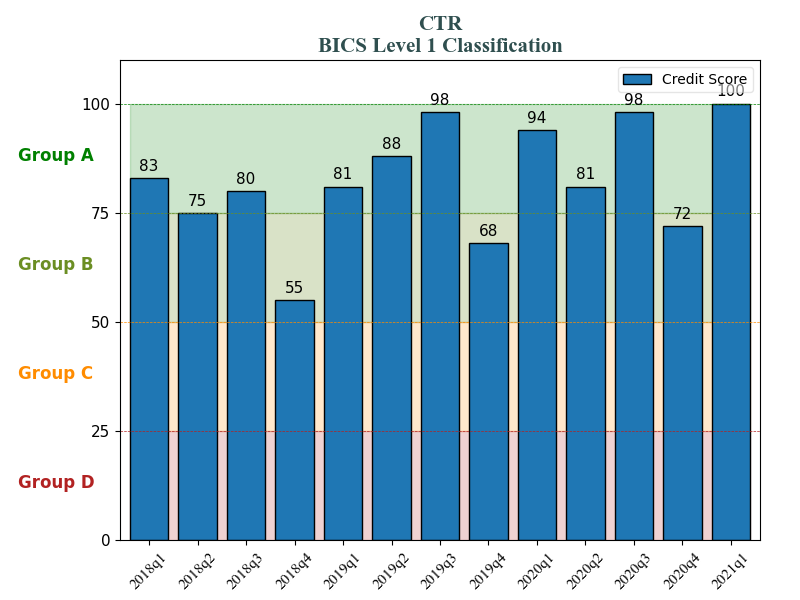 CTR
BICS Level 1 Classification
Credit Score
100
98
98
100
94
88
Group A
83
81
81
80
75
75
72
68
Group B
55
50
Group C
25
Group D
0
2018q1
2018q2
2018q3
2018q4
2019q1
2019q2
2019q3
2019q4
2020q1
2020q2
2020q3
2020q4
2021q1